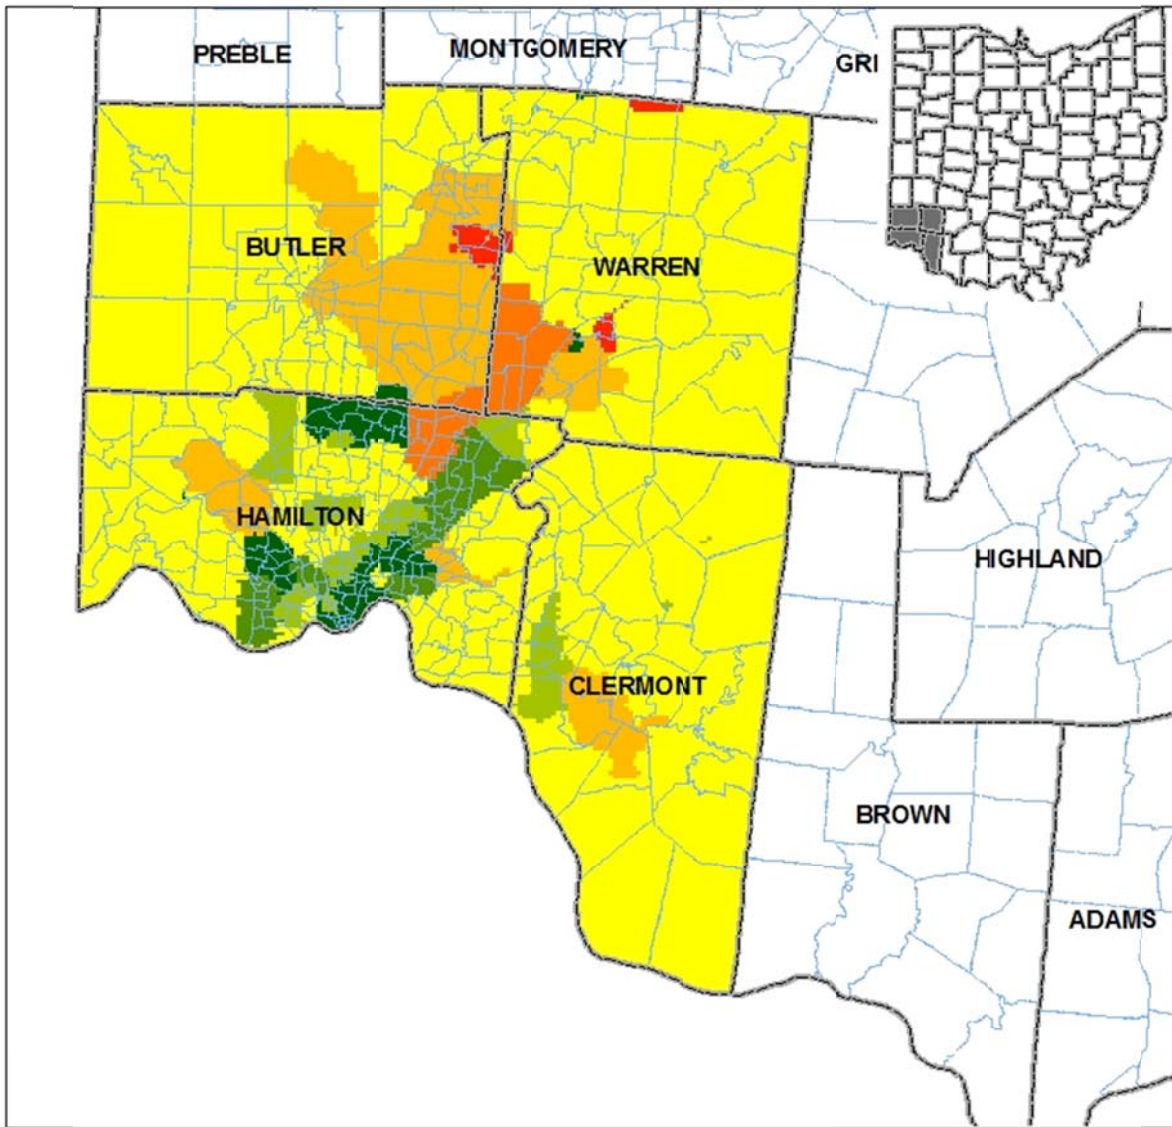 PREBLE
MONTGOMERY
GRI
BUTLER
WARREN
HAMILTON
HIGHLAND
CLERMONT
BROWN
ADAMS